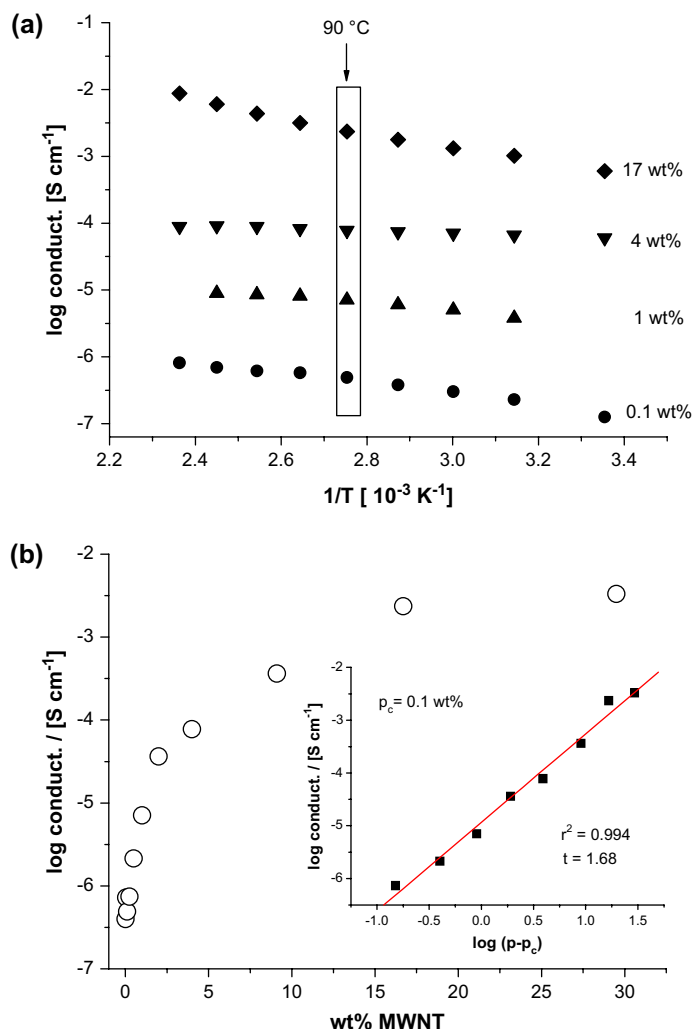 (a)
90 °C
log conduct. [S cm⁻¹]
-1
-2
-3
-4
-5
-6
-7
17 wt%
4 wt%
1 wt%
0.1 wt%
2.2 2.4 2.6 2.8 3.0 3.2 3.4
1/T [ 10⁻³ K⁻¹]
(b)
log conduct. / [S cm⁻¹]
-2
-3
-4
-5
-6
-7
0 5 10 15 20 25 30
wt% MWNT
log conduct. / [S cm⁻¹]
-2
-3
-4
-5
-6
p_c= 0.1 wt%
r² = 0.994
t = 1.68
-1.0 -0.5 0.0 0.5 1.0 1.5
log (p-p_c)